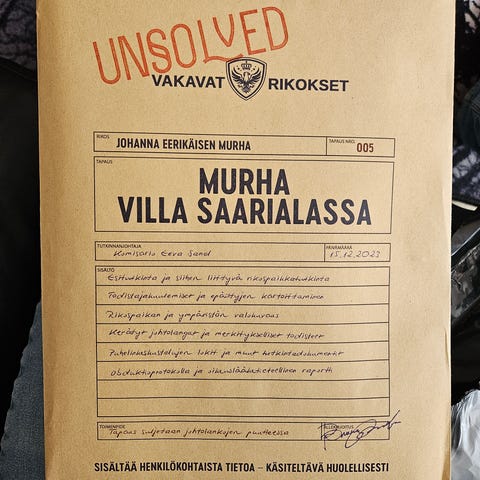 UNSOLVED
VAKAVAT RIKOKSET
RIKOS
JOHANNA EERIKÄISEN MURHA
TAPAUS NRO.
005
TAPAUS
MURHA
VILLA SAARIALASSA
TUTKINNANJOHTAJA
Komisario Eeva Sand
PÄIVÄMÄÄRÄ
15.12.2023
SISÄLTÖ
Esitutkinta ja siihen liittyvä rikospaikkatutkinta
Todistajakuulemiset ja epäiltyjen kartoittaminen
Rikospaikan ja ympäristön valokuvaus
Kerätyt johtolangat ja merkitykselliset todisteet
Puhelinkeskustelujen lokit ja muut tutkintadokumentit
Obduktioprotokolla ja oikeuslääketieteellinen raportti
TOIMENPIDE
Tapaus suljetaan johtolankojen puutteessa
ALLEKIRJOITUS
SISÄLTÄÄ HENKILÖKOHTAISTA TIETOA – KÄSITELTÄVÄ HUOLELLISESTI